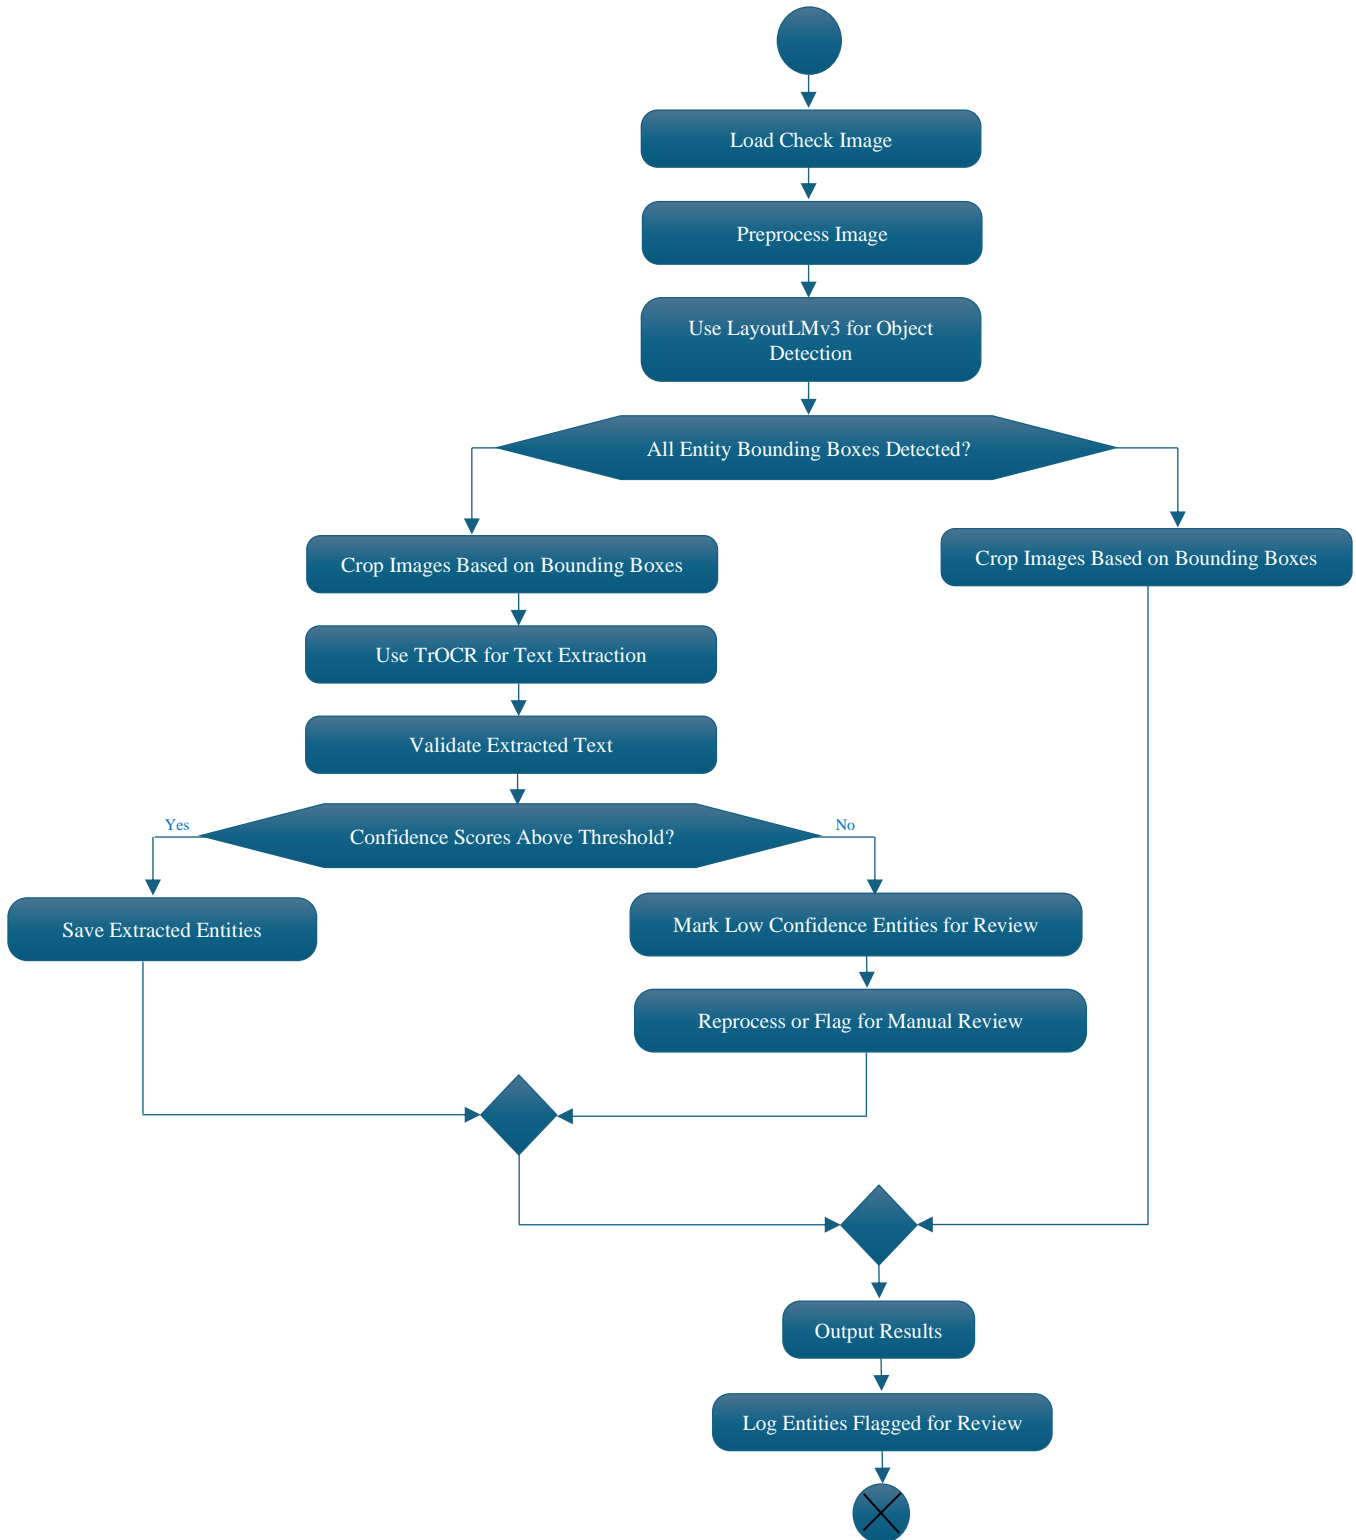 Load Check Image
Preprocess Image
Use LayoutLMv3 for Object
Detection
All Entity Bounding Boxes Detected?
Crop Images Based on Bounding Boxes
Crop Images Based on Bounding Boxes
Use TrOCR for Text Extraction
Validate Extracted Text
Yes
Confidence Scores Above Threshold?
No
Save Extracted Entities
Mark Low Confidence Entities for Review
Reprocess or Flag for Manual Review
Output Results
Log Entities Flagged for Review